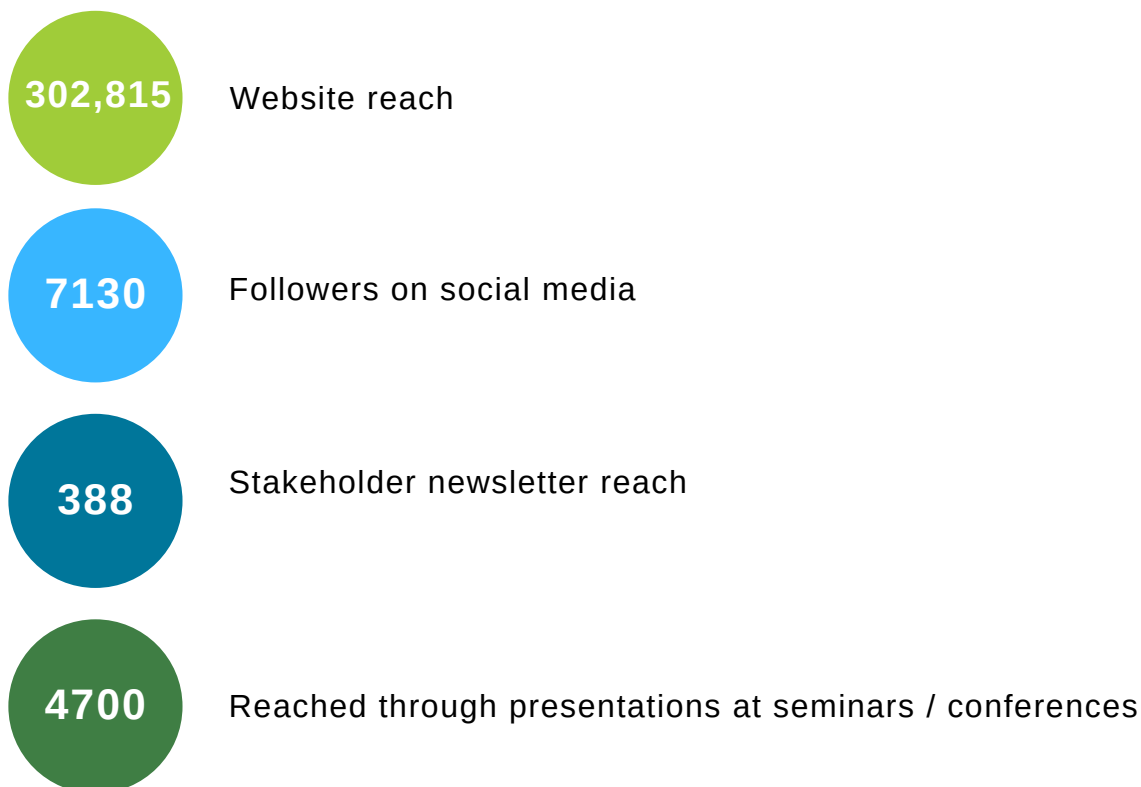 302,815 Website reach
7130 Followers on social media
388 Stakeholder newsletter reach
4700 Reached through presentations at seminars / conferences